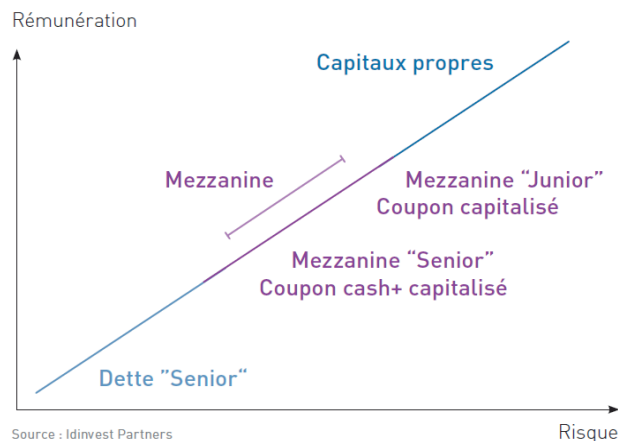 Rémunération
Capitaux propres
Mezzanine
Mezzanine “Junior”
Coupon capitalisé
Mezzanine “Senior”
Coupon cash+ capitalisé
Dette ”Senior“
Source : Idinvest Partners
Risque